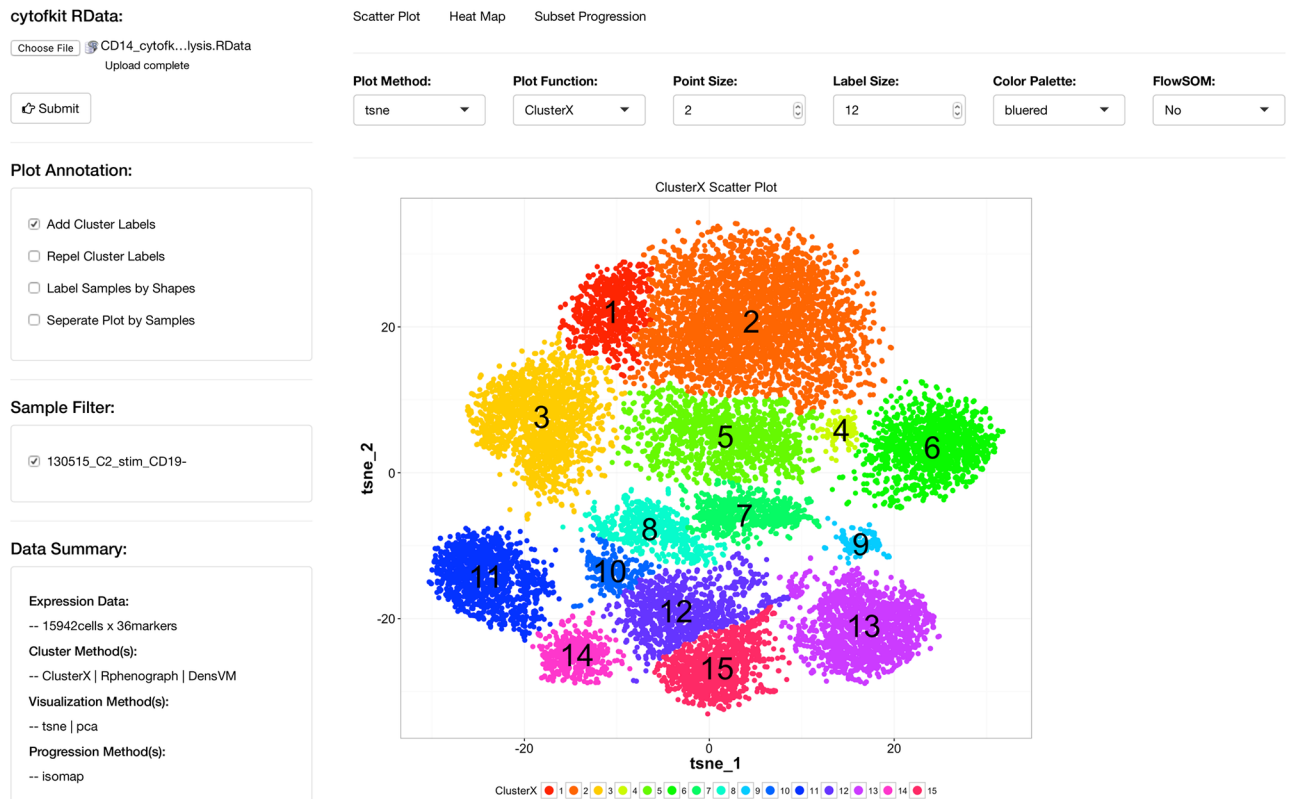 cytofkit RData:
Choose File CD14_cytofk...lysis.RData
Upload complete
Submit
Plot Annotation:
Add Cluster Labels
Repel Cluster Labels
Label Samples by Shapes
Seperate Plot by Samples
Sample Filter:
130515_C2_stim_CD19-
Data Summary:
Expression Data:
-- 15942cells x 36markers
Cluster Method(s):
-- ClusterX | Rphenograph | DensVM
Visualization Method(s):
-- tsne | pca
Progression Method(s):
-- isomap
Scatter Plot Heat Map Subset Progression
Plot Method: Plot Function: Point Size: Label Size: Color Palette: FlowSOM:
tsne ClusterX 2 12 bluered No
ClusterX Scatter Plot
1
2
20
3
4
5
6
tsne_2
0
7
8
9
10
11
12
-20
13
14
15
-20 0 20
tsne_1
ClusterX 1 2 3 4 5 6 7 8 9 10 11 12 13 14 15